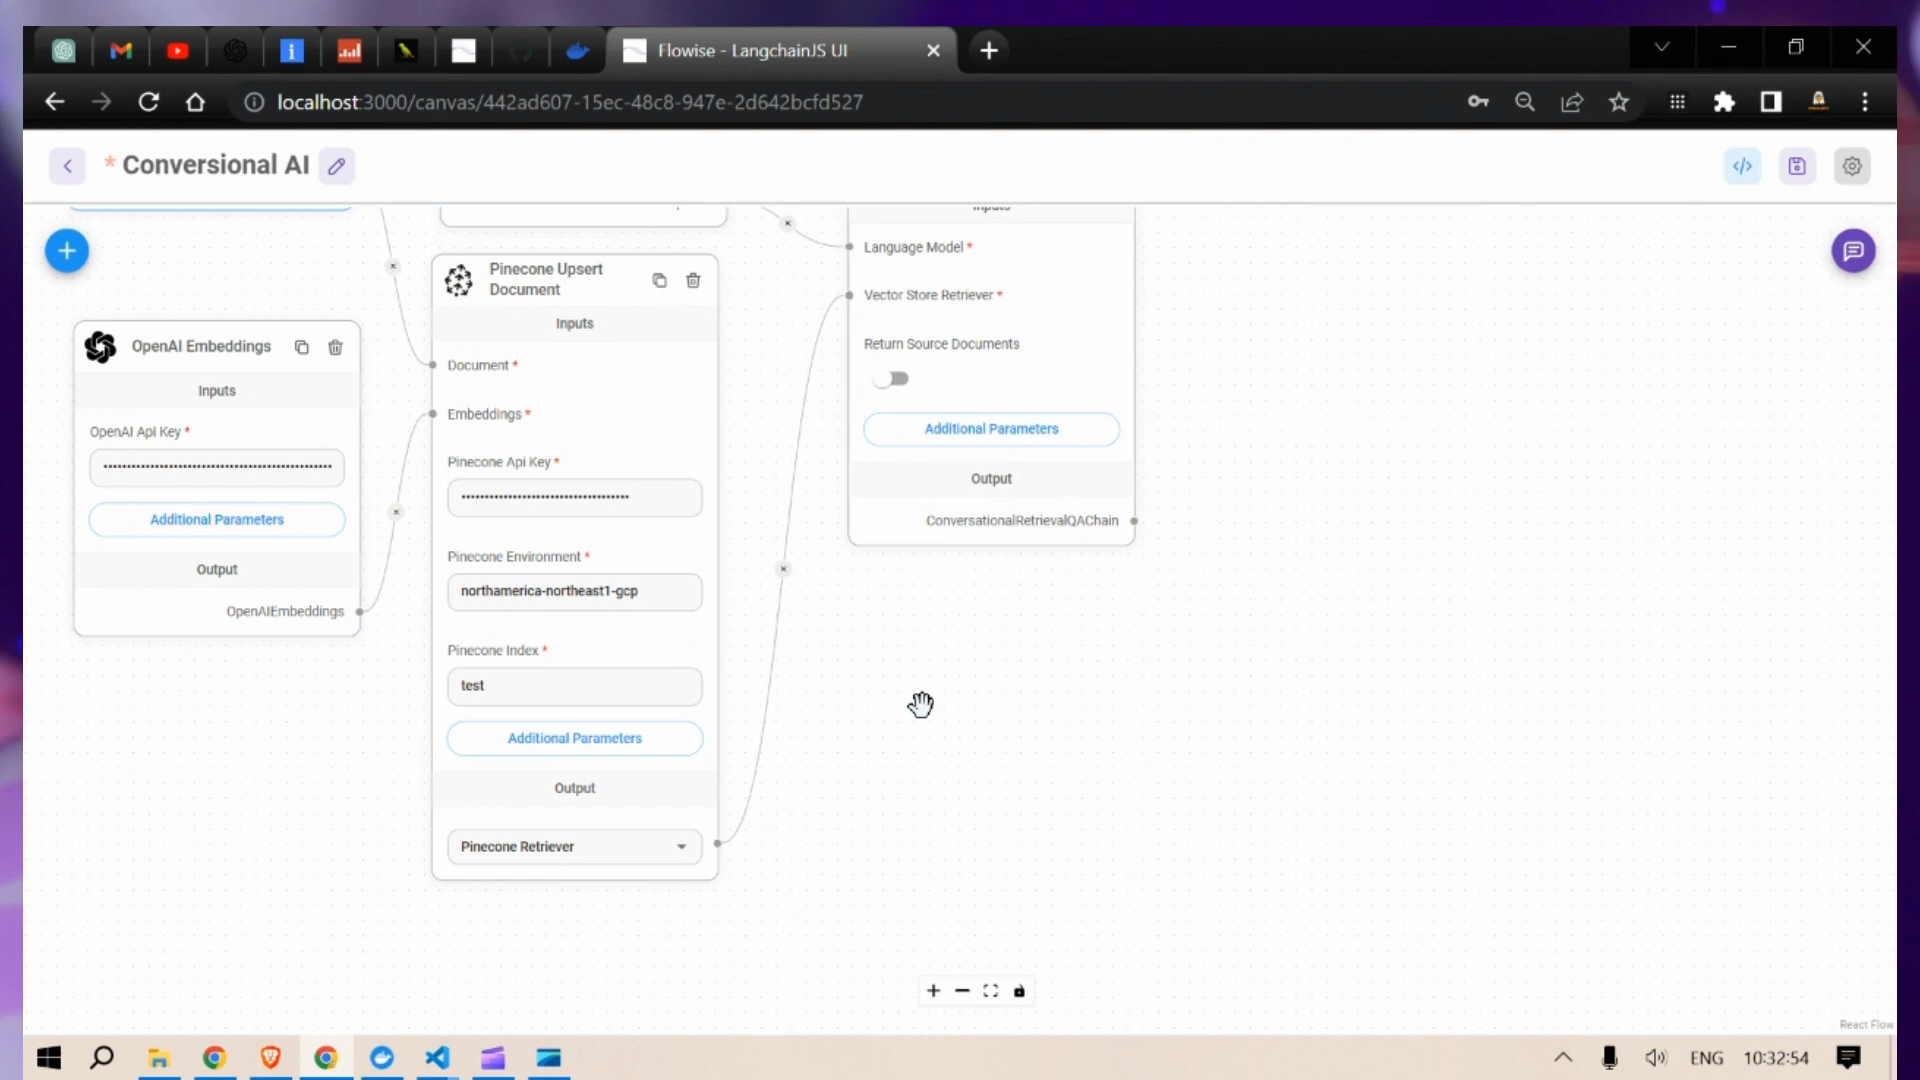 Flowise - LangchainJS UI
localhost:3000/canvas/442ad607-15ec-48c8-947e-2d642bcfd527
* Conversional AI
OpenAI Embeddings
Inputs
OpenAI Api Key *
Additional Parameters
Output
OpenAIEmbeddings
Pinecone Upsert
Document
Inputs
Document *
Embeddings *
Pinecone Api Key *
Pinecone Environment *
northamerica-northeast1-gcp
Pinecone Index *
test
Additional Parameters
Output
Pinecone Retriever
Inputs
Language Model *
Vector Store Retriever *
Return Source Documents
Additional Parameters
Output
ConversationalRetrievalQAChain
React Flow
ENG
10:32:54